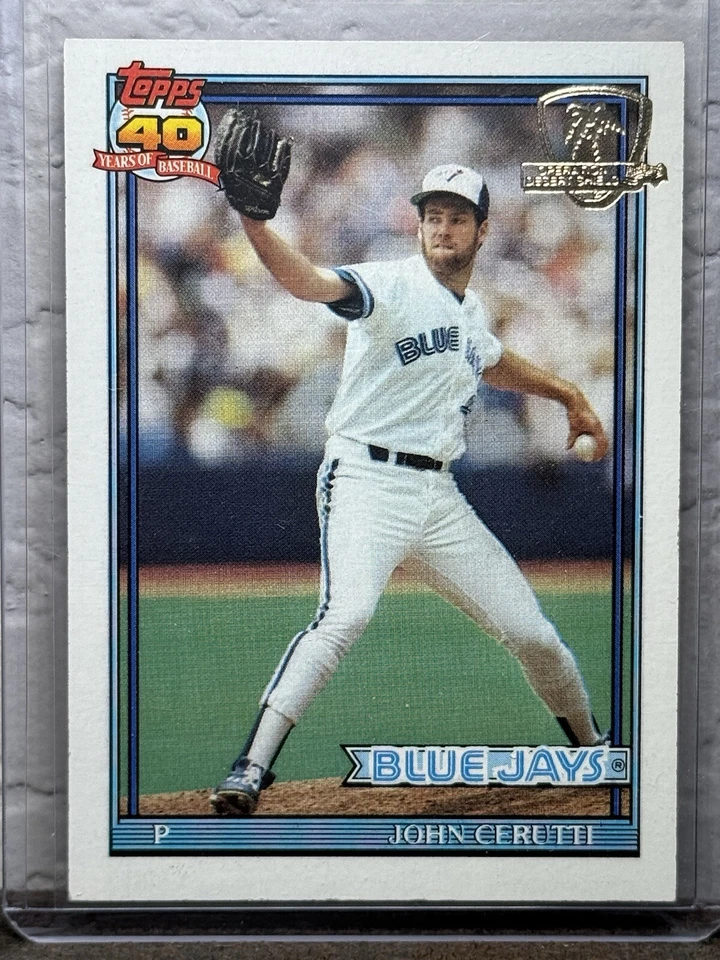 Topps
40
YEARS OF BASEBALL
OPERATION
DESERT SHIELD
BLUE
BLUE JAYS®
P JOHN CERUTTI